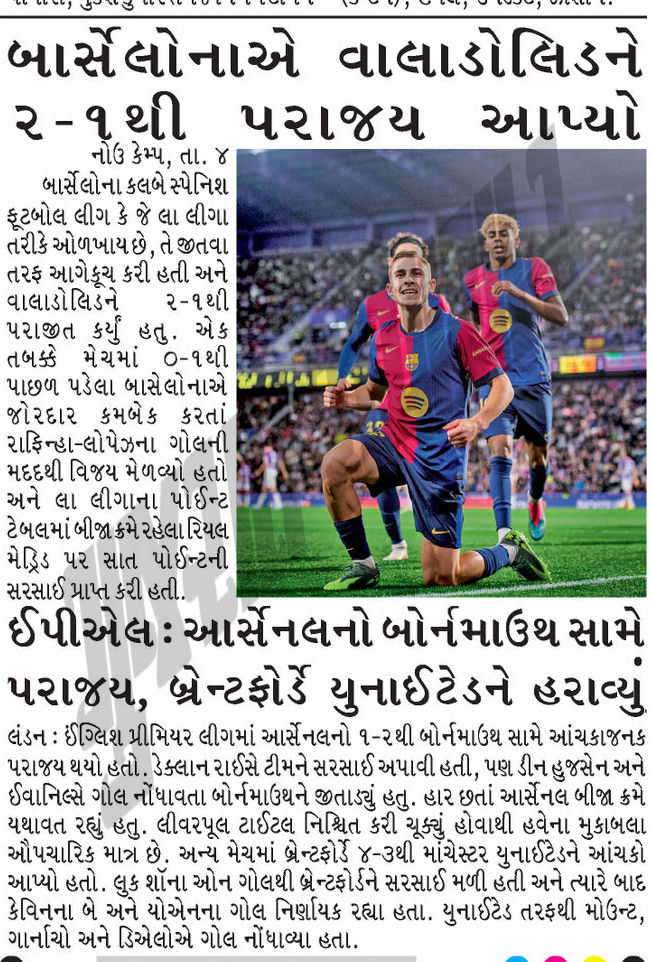 બાર્સેલોનાએ વાલાડોલિડને
૨-૧થી પરાજય આપ્યો
નોઉ કેમ્પ, તા. ૪
બાર્સેલોના કલબે સ્પેનિશ
ફૂટબોલ લીગ કે જે લા લીગા
તરીકે ઓળખાય છે, તે જીતવા
તરફ આગેકૂચ કરી હતી અને
વાલાડોલિડને ૨-૧થી
પરાજીત કર્યું હતુ. એક
તબક્કે મેચમાં ૦-૧થી
પાછળ પડેલા બાસેલોનાએ
જોરદાર કમબેક કરતાં
રાફિન્હા-લોપેઝના ગોલની
મદદથી વિજય મેળવ્યો હતો
અને લા લીગાના પોઈન્ટ
ટેબલમાં બીજા ક્રમે રહેલા રિયલ
મેડ્રિડ પર સાત પોઈન્ટની
સરસાઈ પ્રાપ્ત કરી હતી.
ઈપીએલ : આર્સેનલનો બોર્નમાઉથ સામે
પરાજય, બ્રેન્ટફોર્ડે યુનાઈટેડને હરાવ્યું
લંડન : ઈંગ્લિશ પ્રીમિયર લીગમાં આર્સેનલનો ૧-૨થી બોર્નમાઉથ સામે આંચકાજનક
પરાજય થયો હતો. ડેક્લાન રાઈસે ટીમને સરસાઈ અપાવી હતી, પણ ડીન હુજસેન અને
ઈવાનિલ્સે ગોલ નોંધાવતા બોર્નમાઉથને જીતાડ્યું હતુ. હાર છતાં આર્સેનલ બીજા ક્રમે
યથાવત રહ્યું હતુ. લીવરપૂલ ટાઈટલ નિશ્ચિત કરી ચૂક્યું હોવાથી હવેના મુકાબલા
ઔપચારિક માત્ર છે. અન્ય મેચમાં બ્રેન્ટફોર્ડે ૪-૩થી માંચેસ્ટર યુનાઈટેડને આંચકો
આપ્યો હતો. લુક શૉના ઓન ગોલથી બ્રેન્ટફોર્ડને સરસાઈ મળી હતી અને ત્યાર બાદ
કેવિનના બે અને યોએનના ગોલ નિર્ણાયક રહ્યા હતા. યુનાઈટેડ તરફથી મોઉન્ટ,
ગાર્નાચો અને ડિએલોએ ગોલ નોંધાવ્યા હતા.